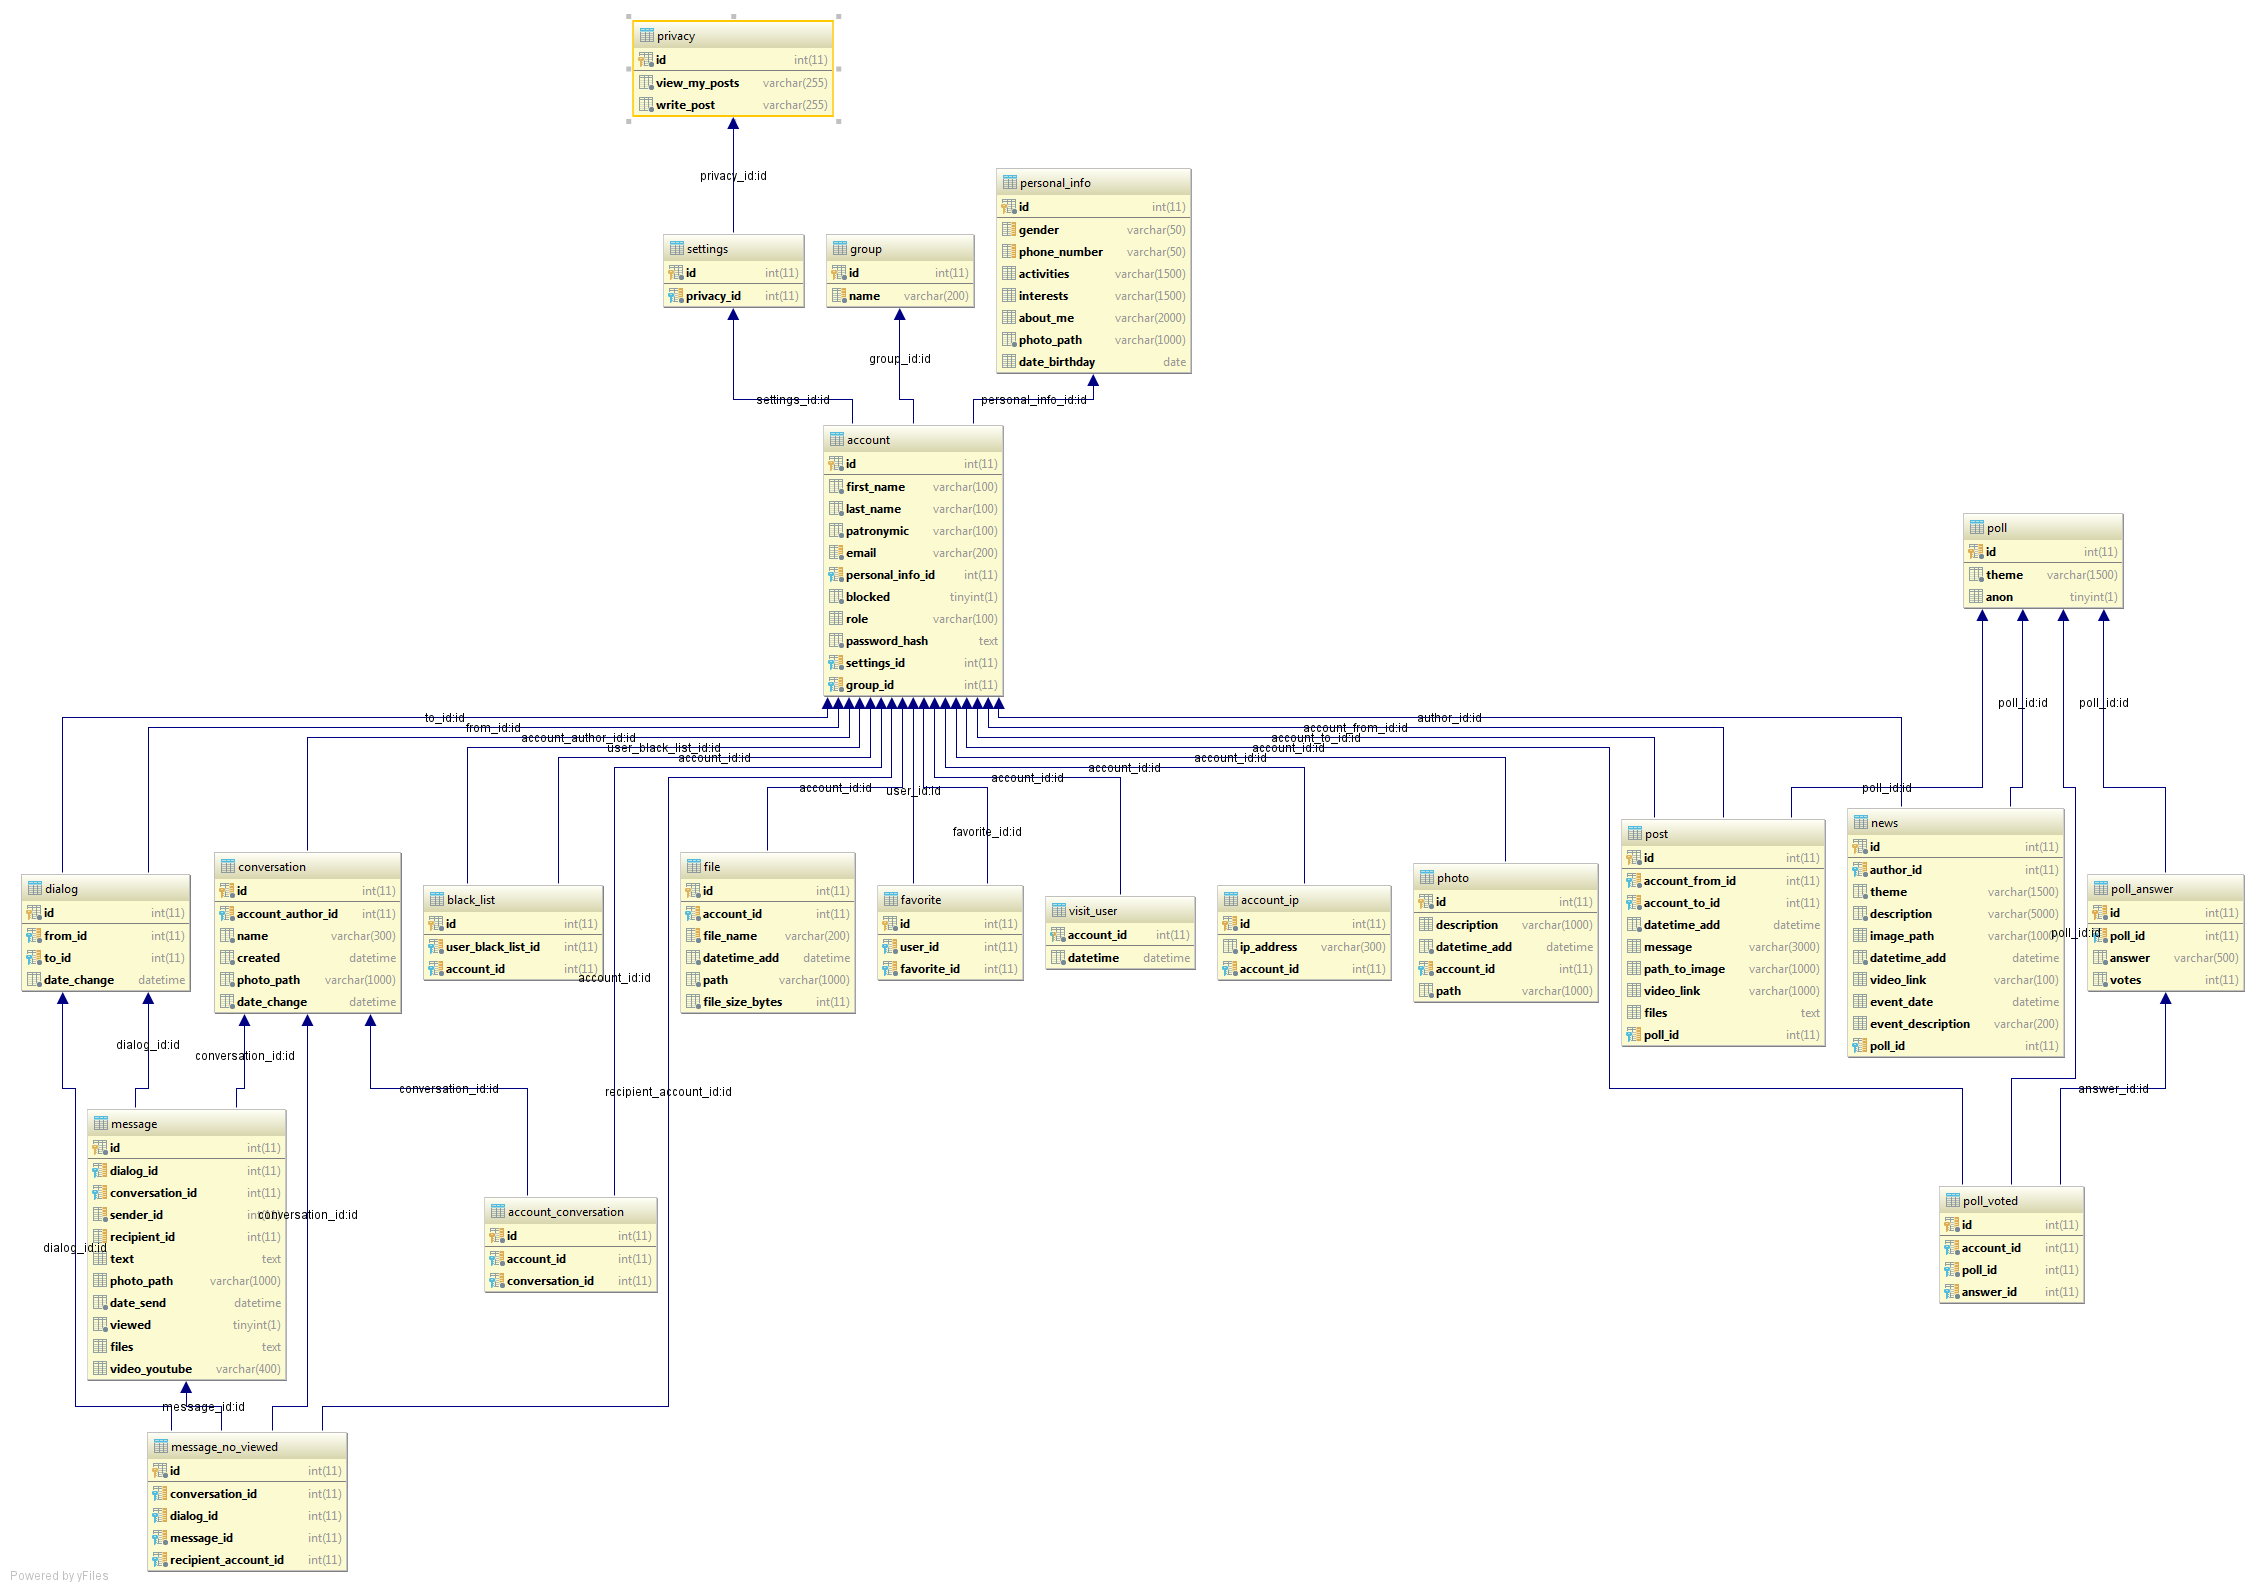 privacy
id int(11)
view_my_posts varchar(255)
write_post varchar(255)
privacy_id:id
settings
id int(11)
privacy_id int(11)
group
id int(11)
name varchar(200)
personal_info
id int(11)
gender varchar(50)
phone_number varchar(50)
activities varchar(1500)
interests varchar(1500)
about_me varchar(2000)
photo_path varchar(1000)
date_birthday date
group_id:id
settings_id:id
personal_info_id:id
account
id int(11)
first_name varchar(100)
last_name varchar(100)
patronymic varchar(100)
email varchar(200)
personal_info_id int(11)
blocked tinyint(1)
role varchar(100)
password_hash text
settings_id int(11)
group_id int(11)
poll
id int(11)
theme varchar(1500)
anon tinyint(1)
poll_id:id
poll_id:id
to_id:id
from_id:id
account_author_id:id
user_black_list_id:id
account_id:id
author_id:id
account_from_id:id
account_to_id:id
account_id:id
account_id:id
account_id:id
account_id:id
account_id:id
user_id:id
favorite_id:id
poll_id:id
dialog
id int(11)
from_id int(11)
to_id int(11)
date_change datetime
conversation
id int(11)
account_author_id int(11)
name varchar(300)
created datetime
photo_path varchar(1000)
date_change datetime
black_list
id int(11)
user_black_list_id int(11)
account_id int(11)
account_id:id
file
id int(11)
account_id int(11)
file_name varchar(200)
datetime_add datetime
path varchar(1000)
file_size_bytes int(11)
favorite
id int(11)
user_id int(11)
favorite_id int(11)
visit_user
account_id int(11)
datetime datetime
account_ip
id int(11)
ip_address varchar(300)
account_id int(11)
photo
id int(11)
description varchar(1000)
datetime_add datetime
account_id int(11)
path varchar(1000)
post
id int(11)
account_from_id int(11)
account_to_id int(11)
datetime_add datetime
message varchar(3000)
path_to_image varchar(1000)
video_link varchar(1000)
files text
poll_id int(11)
news
id int(11)
author_id int(11)
theme varchar(1500)
description varchar(5000)
image_path varchar(1000)
datetime_add datetime
video_link varchar(100)
event_date datetime
event_description varchar(200)
poll_id int(11)
poll_id:id
poll_answer
id int(11)
poll_id int(11)
answer varchar(500)
votes int(11)
dialog_id:id
conversation_id:id
conversation_id:id
recipient_account_id:id
answer_id:id
message
id int(11)
dialog_id int(11)
conversation_id int(11)
sender_id
recipient_id int(11)
text text
photo_path varchar(1000)
date_send datetime
viewed tinyint(1)
files text
video_youtube varchar(400)
conversation_id:id
dialog_id:id
account_conversation
id int(11)
account_id int(11)
conversation_id int(11)
poll_voted
id int(11)
account_id int(11)
poll_id int(11)
answer_id int(11)
message_id:id
message_no_viewed
id int(11)
conversation_id int(11)
dialog_id int(11)
message_id int(11)
recipient_account_id int(11)
Powered by yFiles